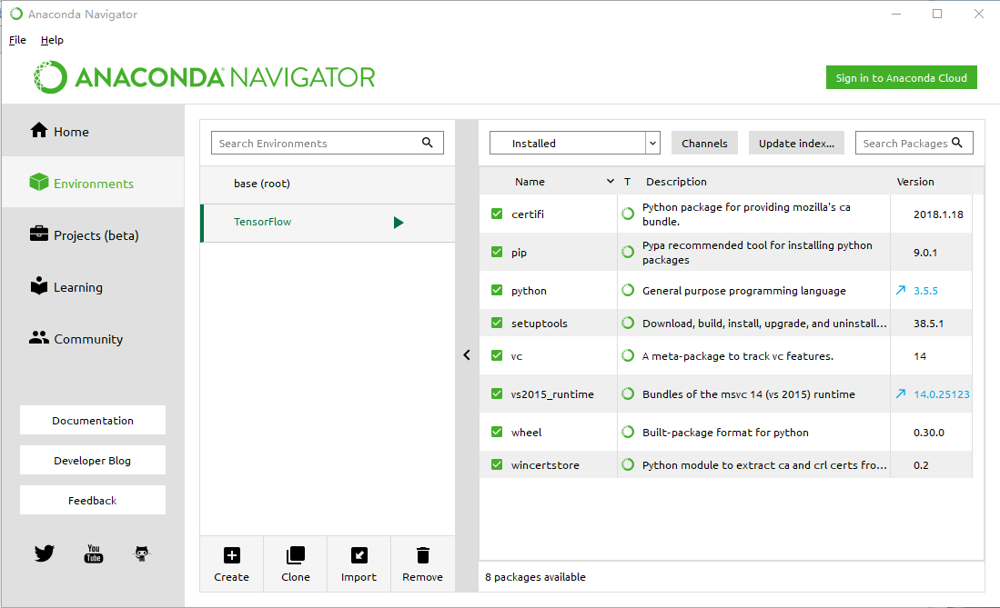 Anaconda Navigator
File Help
ANACONDA NAVIGATOR
Sign in to Anaconda Cloud
Home
Environments
Projects (beta)
Learning
Community
Documentation
Developer Blog
Feedback
You
Tube
Search Environments
base (root)
TensorFlow
Create Clone Import Remove
Installed Channels Update index... Search Packages
Name T Description Version
certifi Python package for providing mozilla's ca
bundle. 2018.1.18
pip Pypa recommended tool for installing python
packages 9.0.1
python General purpose programming language 3.5.5
setuptools Download, build, install, upgrade, and uninstall... 38.5.1
vc A meta-package to track vc features. 14
vs2015_runtime Bundles of the msvc 14 (vs 2015) runtime 14.0.25123
wheel Built-package format for python 0.30.0
wincertstore Python module to extract ca and crl certs fro... 0.2
8 packages available